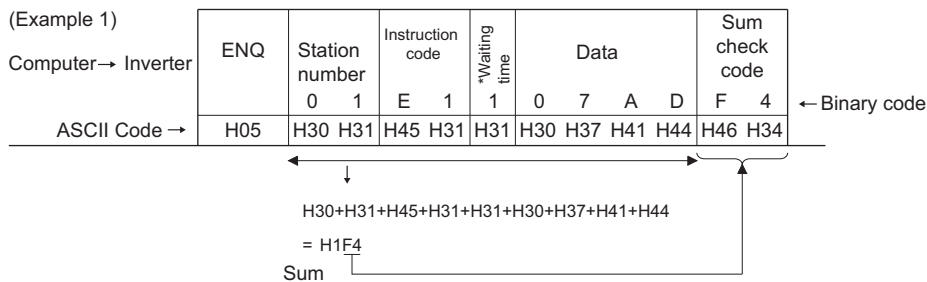 (Example 1)
Computer→ Inverter
ENQ
Station number
Instruction code
*Waiting time
Data
Sum check code
0 1 E 1 1 0 7 A D F 4
←Binary code
ASCII Code →
H05 H30 H31 H45 H31 H31 H30 H37 H41 H44 H46 H34
H30+H31+H45+H31+H31+H30+H37+H41+H44
= H1F4
Sum